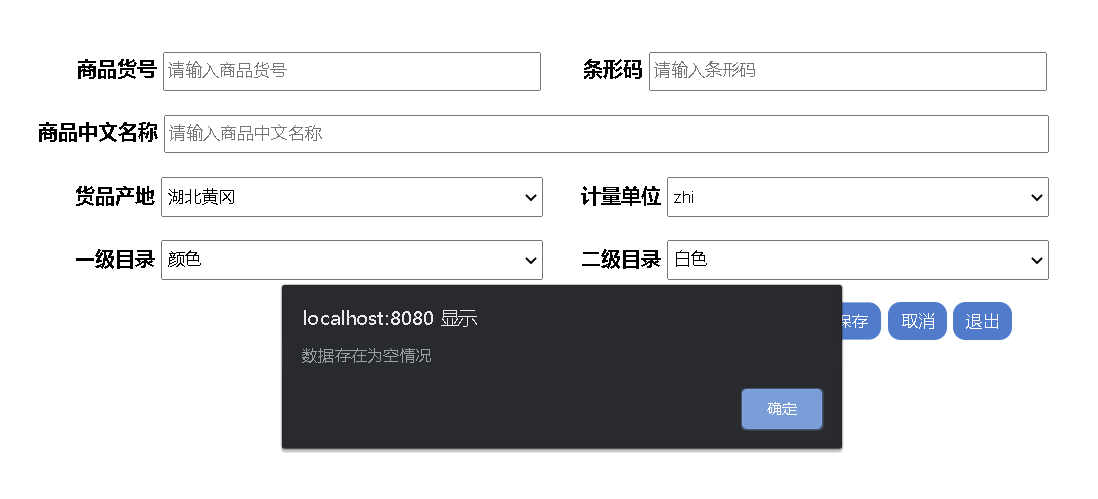 商品货号 请输入商品货号 条形码 请输入条形码
商品中文名称 请输入商品中文名称
货品产地 湖北黄冈 计量单位 zhi
一级目录 颜色 二级目录 白色
保存 取消 退出
localhost:8080 显示
数据存在为空情况
确定